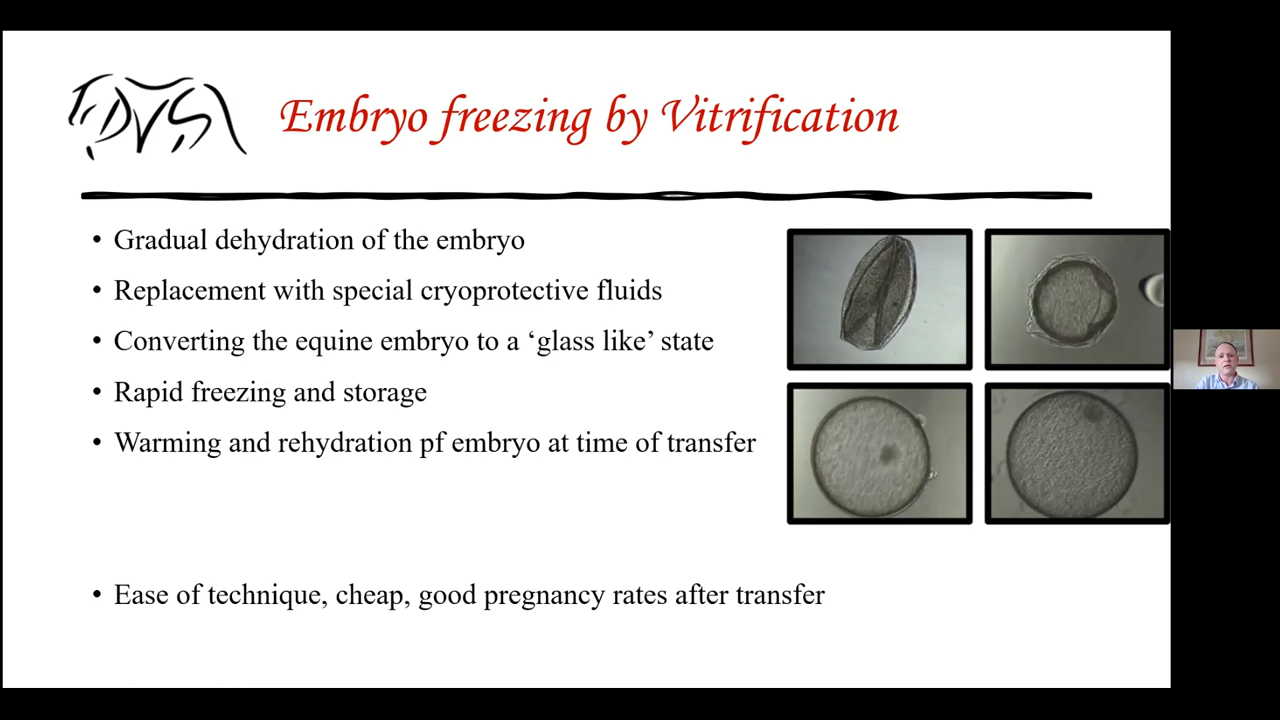 TDVS
Embryo freezing by Vitrification
• Gradual dehydration of the embryo
• Replacement with special cryoprotective fluids
• Converting the equine embryo to a ‘glass like’ state
• Rapid freezing and storage
• Warming and rehydration pf embryo at time of transfer
• Ease of technique, cheap, good pregnancy rates after transfer